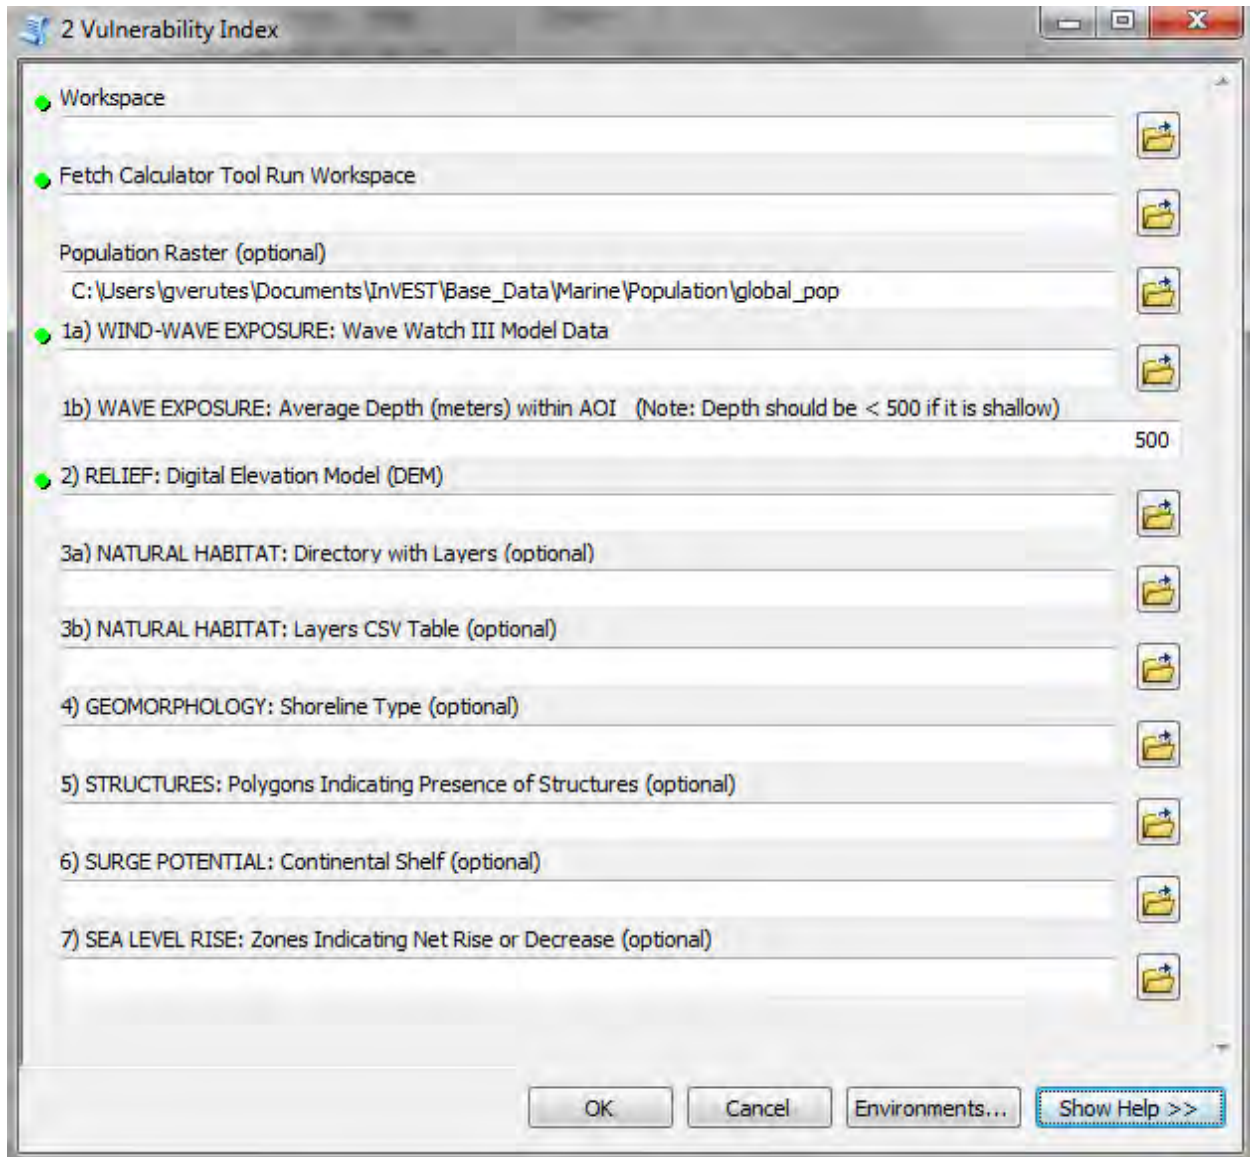 2 Vulnerability Index
Workspace
Fetch Calculator Tool Run Workspace
Population Raster (optional)
C:\Users\gverutes\Documents\InVEST\Base_Data\Marine\Population\global_pop
1a) WIND-WAVE EXPOSURE: Wave Watch III Model Data
1b) WAVE EXPOSURE: Average Depth (meters) within AOI (Note: Depth should be < 500 if it is shallow)
500
2) RELIEF: Digital Elevation Model (DEM)
3a) NATURAL HABITAT: Directory with Layers (optional)
3b) NATURAL HABITAT: Layers CSV Table (optional)
4) GEOMORPHOLOGY: Shoreline Type (optional)
5) STRUCTURES: Polygons Indicating Presence of Structures (optional)
6) SURGE POTENTIAL: Continental Shelf (optional)
7) SEA LEVEL RISE: Zones Indicating Net Rise or Decrease (optional)
OK Cancel Environments... Show Help >>